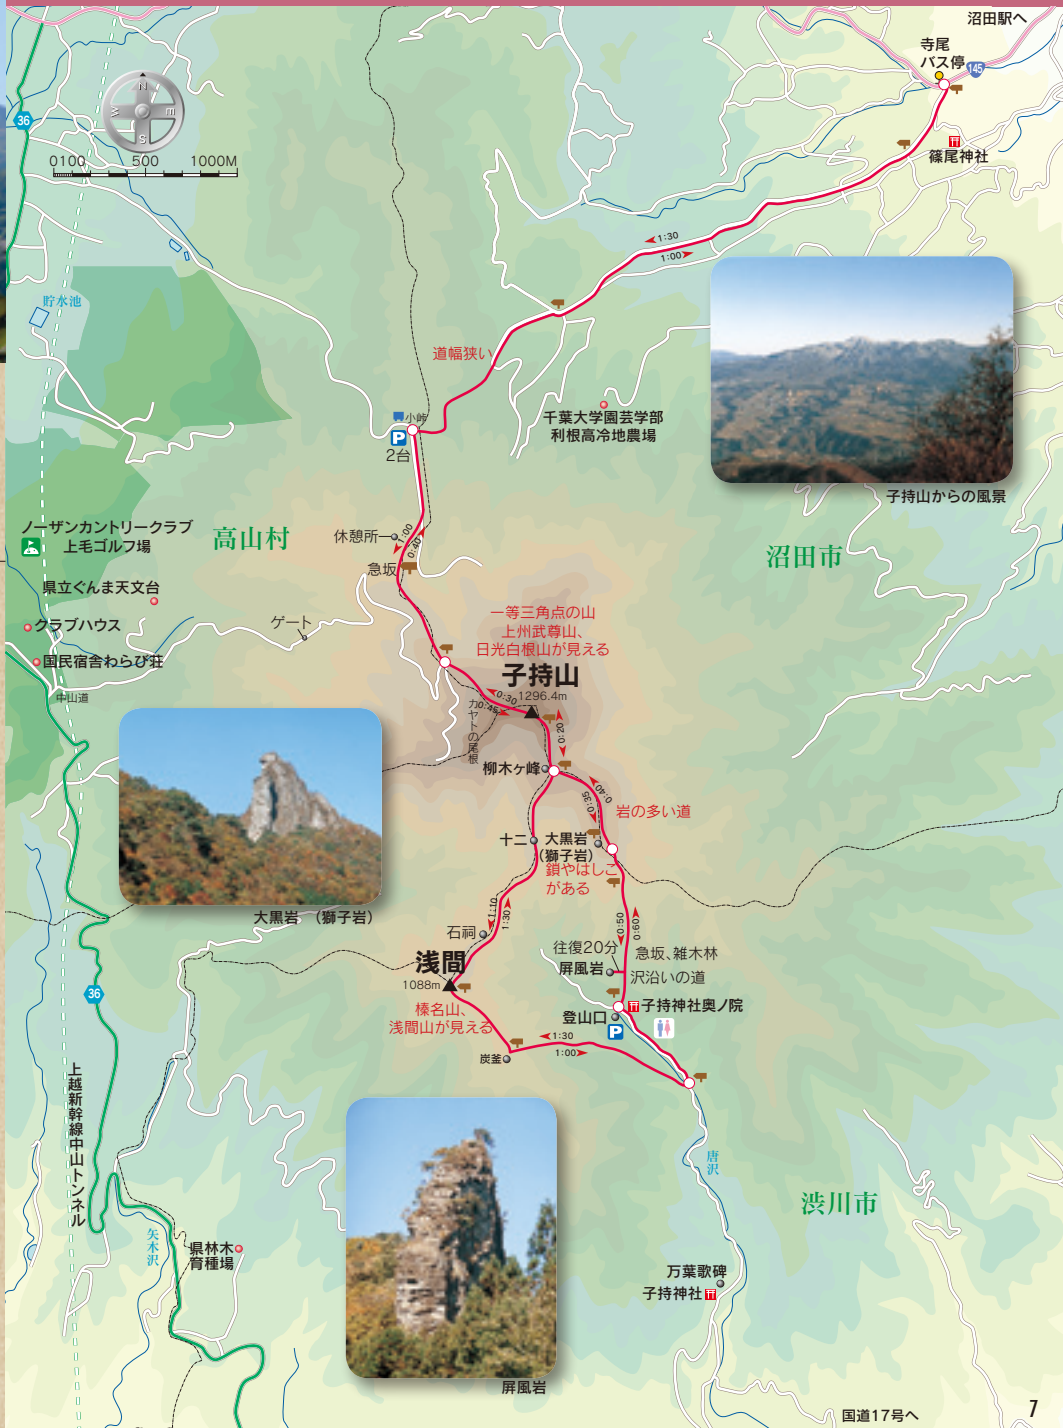 沼田駅へ
寺尾
バス停
145
篠尾神社
36
N
W
E
S
0100 500 1000M
1:30
1:00
貯水池
道幅狭い
小峠
P
2台
千葉大学園芸学部
利根高冷地農場
子持山からの風景
ノーザンカントリークラブ
上毛ゴルフ場
高山村
沼田市
休憩所
1:00
0:40
急坂
県立ぐんま天文台
クラブハウス
国民宿舎わらび荘
中山道
ゲート
一等三角点の山
上州武尊山、
日光白根山が見える
子持山
1296.4m
0:30
0:45
カヤトの尾根
0:20
柳木ヶ峰
0:40
0:35
岩の多い道
十二
大黒岩
(獅子岩)
鎖やはしご
がある
大黒岩 (獅子岩)
1:10
1:30
石祠
0:50
0:60
往復20分
急坂、雑木林
屏風岩
沢沿いの道
浅間
1088m
榛名山、
浅間山が見える
子持神社奥ノ院
登山口
P
1:30
1:00
炭釜
36
上越新幹線中山トンネル
唐沢
渋川市
矢木沢
県林木
育種場
万葉歌碑
子持神社
屏風岩
国道17号へ
7